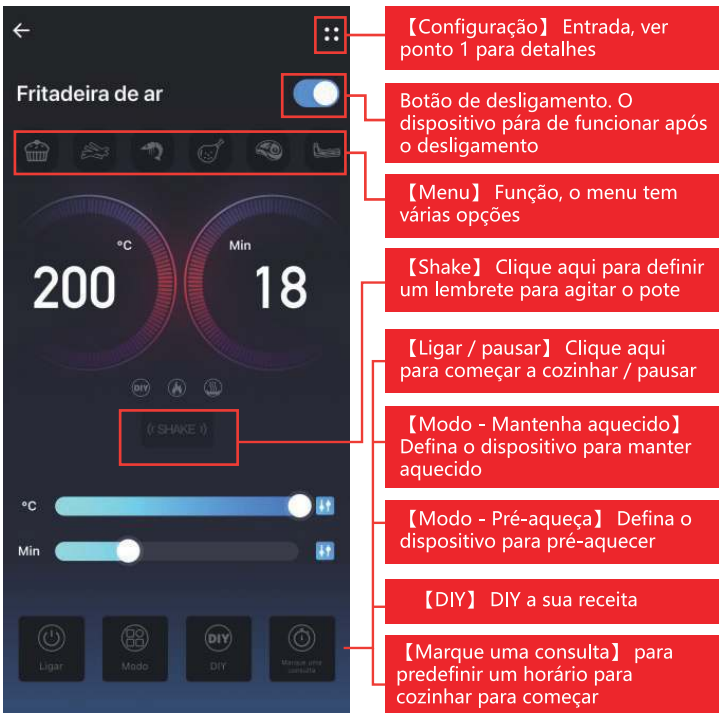 【Configuração】 Entrada, ver
ponto 1 para detalhes
Fritadeira de ar
Botão de desligamento. O
dispositivo pára de funcionar após
o desligamento
【Menu】 Função, o menu tem
várias opções
°C
200
Min
18
【Shake】 Clique aqui para definir
um lembrete para agitar o pote
DIY
SHAKE
【Ligar / pausar】 Clique aqui
para começar a cozinhar / pausar
【Modo - Mantenha aquecido】
Defina o dispositivo para manter
aquecido
°C
Min
【Modo - Pré-aqueça】 Defina o
dispositivo para pré-aquecer
【DIY】 DIY a sua receita
【Marque uma consulta】 para
predefinir um horário para
cozinhar para começar
Ligar
Modo
DIY
DIY
Marque uma
consulta